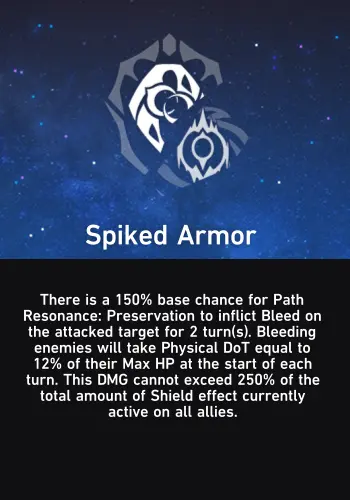 Spiked Armor
There is a 150% base chance for Path
Resonance: Preservation to inflict Bleed on
the attacked target for 2 turn(s). Bleeding
enemies will take Physical DoT equal to
12% of their Max HP at the start of each
turn. This DMG cannot exceed 250% of the
total amount of Shield effect currently
active on all allies.